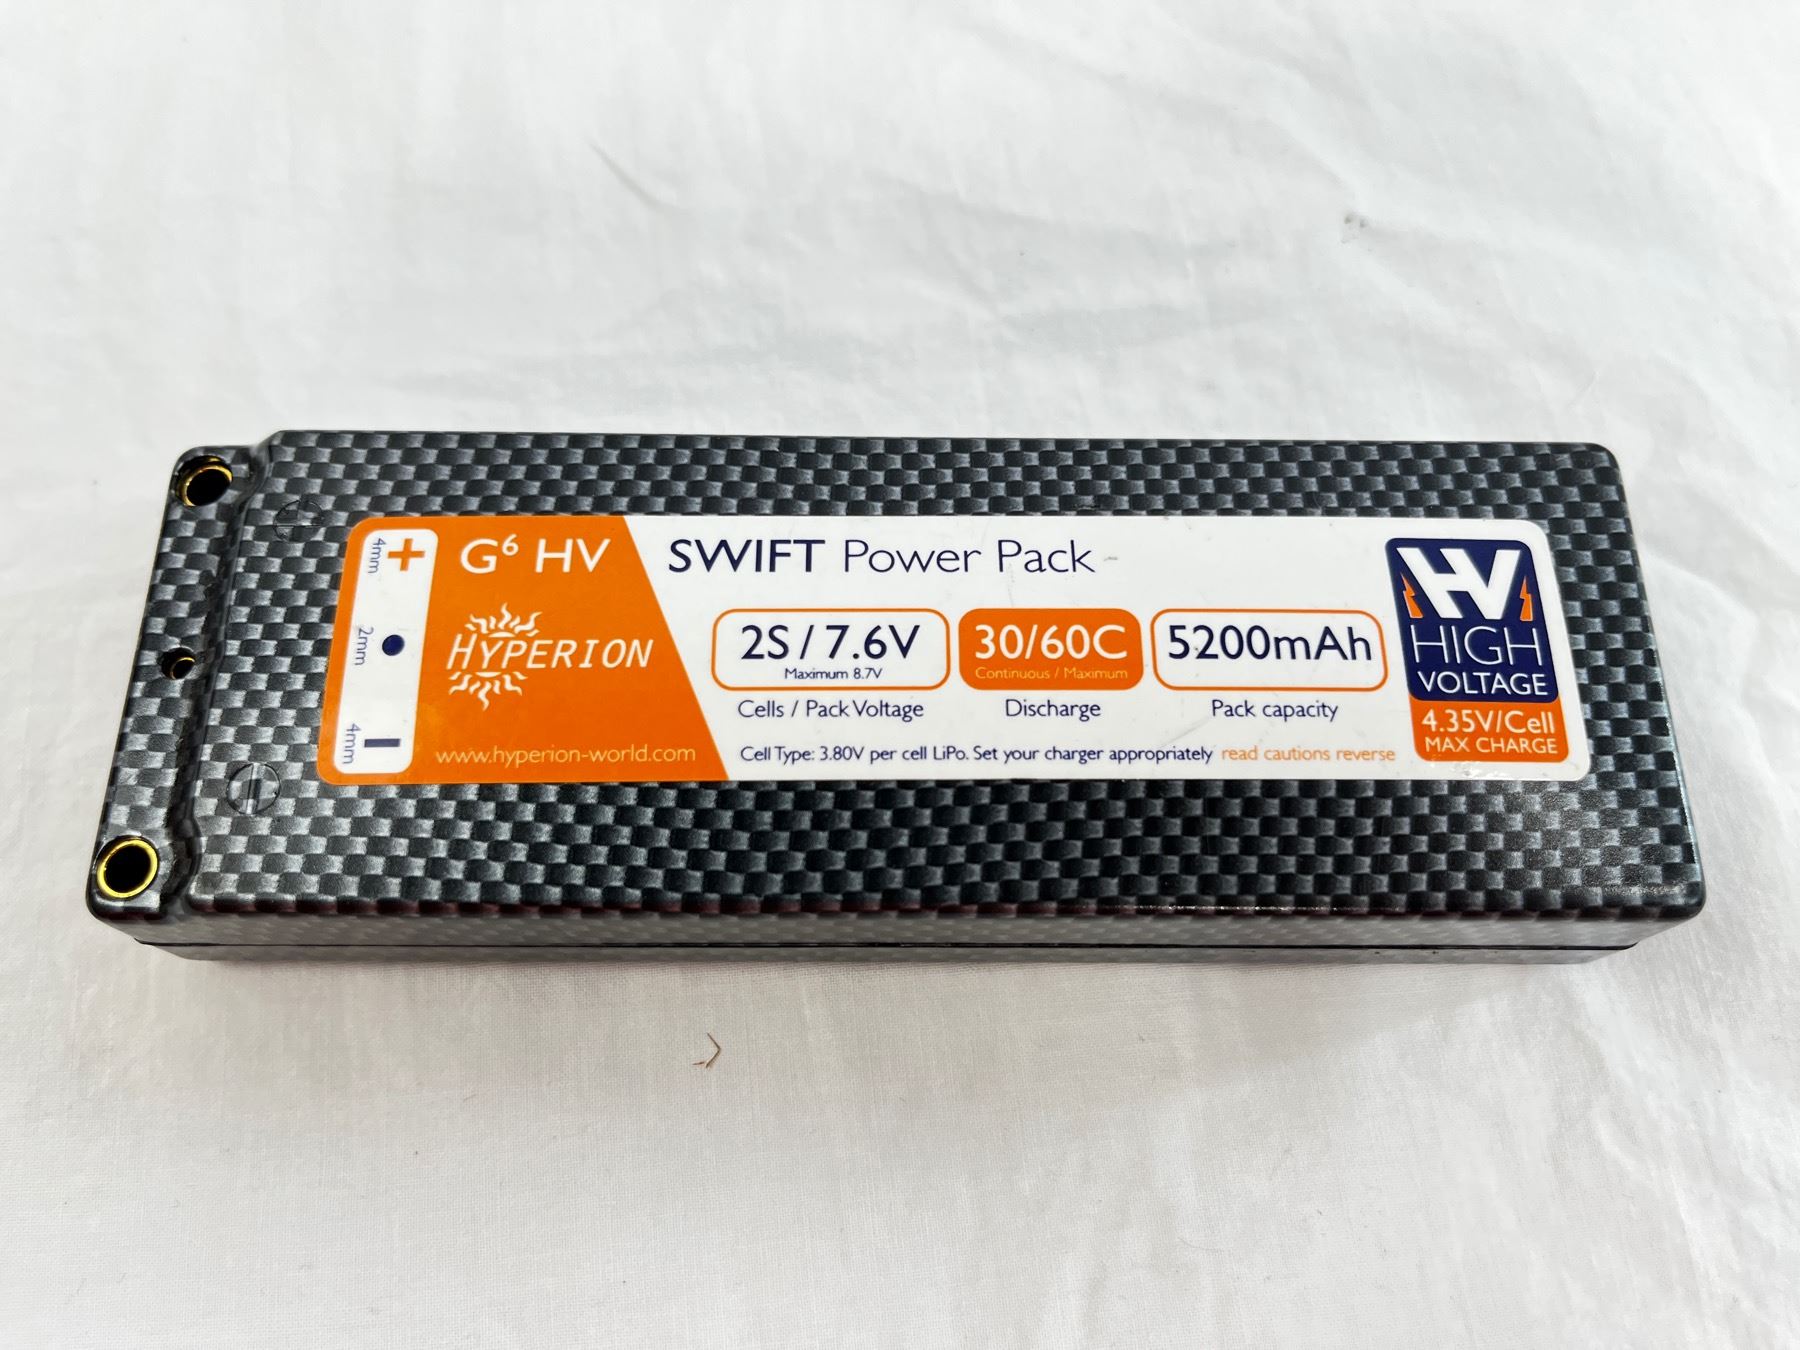 4mm +
2mm
4mm −
G⁶ HV
HYPERION
www.hyperion-world.com
SWIFT Power Pack
2S / 7.6V
Maximum 8.7V
Cells / Pack Voltage
30/60C
Continuous / Maximum
Discharge
5200mAh
Pack capacity
Cell Type: 3.80V per cell LiPo. Set your charger appropriately read cautions reverse
HV
HIGH
VOLTAGE
4.35V/Cell
MAX CHARGE